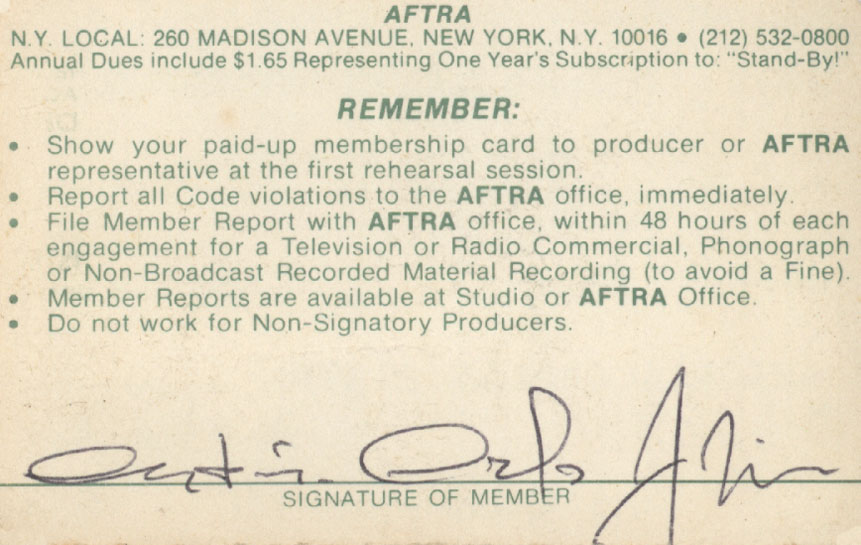 AFTRA
N.Y. LOCAL: 260 MADISON AVENUE, NEW YORK, N.Y. 10016 • (212) 532-0800
Annual Dues include $1.65 Representing One Year's Subscription to: "Stand-By!"
REMEMBER:
• Show your paid-up membership card to producer or AFTRA
representative at the first rehearsal session.
• Report all Code violations to the AFTRA office, immediately.
• File Member Report with AFTRA office, within 48 hours of each
engagement for a Television or Radio Commercial, Phonograph
or Non-Broadcast Recorded Material Recording (to avoid a Fine).
• Member Reports are available at Studio or AFTRA Office.
• Do not work for Non-Signatory Producers.
SIGNATURE OF MEMBER